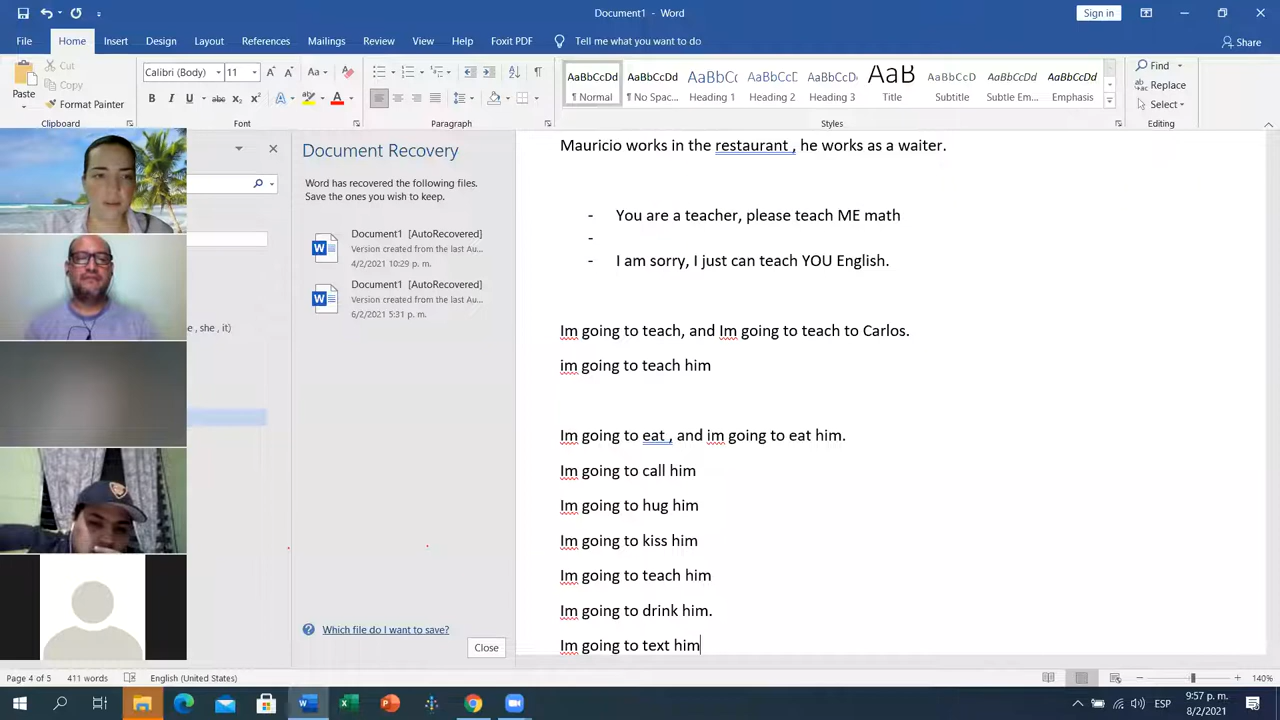 Document1 - Word
Sign in
File Home Insert Draw Design Layout References Mailings Review View Help Foxit PDF Tell me what you want to do Share
Paste
Cut
Copy
Format Painter
Clipboard
Calibri (Body) 11
Font
Paragraph
AaBbCcDd AaBbCcDd AaBbCc AaBbCcD AaBbCcDd AaB AaBbCcD AaBbCcDd AaBbCcDd
¶ Normal ¶ No Spac... Heading 1 Heading 2 Heading 3 Title Subtitle Subtle Em... Emphasis
Styles
Find
Replace
Select
Editing
e , she , it)
Document Recovery
Word has recovered the following files.
Save the ones you wish to keep.
Document1 [AutoRecovered]
Version created from the last Au...
4/2/2021 10:29 p. m.
Document1 [AutoRecovered]
Version created from the last Au...
6/2/2021 5:31 p. m.
Which file do I want to save?
Close
Mauricio works in the restaurant , he works as a waiter.
- You are a teacher, please teach ME math
-
- I am sorry, I just can teach YOU English.
Im going to teach, and Im going to teach to Carlos.
im going to teach him
Im going to eat , and im going to eat him.
Im going to call him
Im going to hug him
Im going to kiss him
Im going to teach him
Im going to drink him.
Im going to text him
Page 4 of 5 411 words English (United States) 140%
ESP
9:57 p. m.
8/2/2021